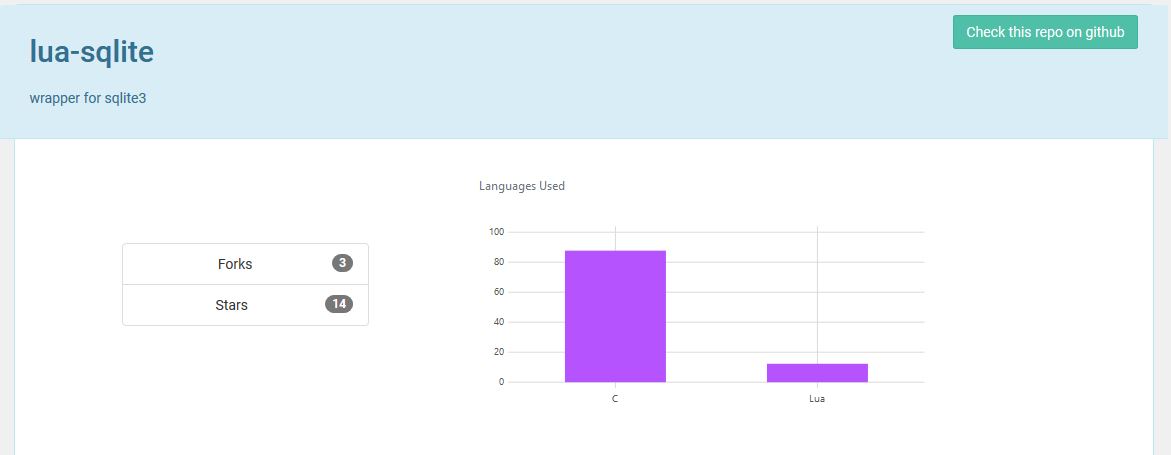 lua-sqlite
Check this repo on github
wrapper for sqlite3
Languages Used
Forks 3
Stars 14
100
80
60
40
20
0
C Lua